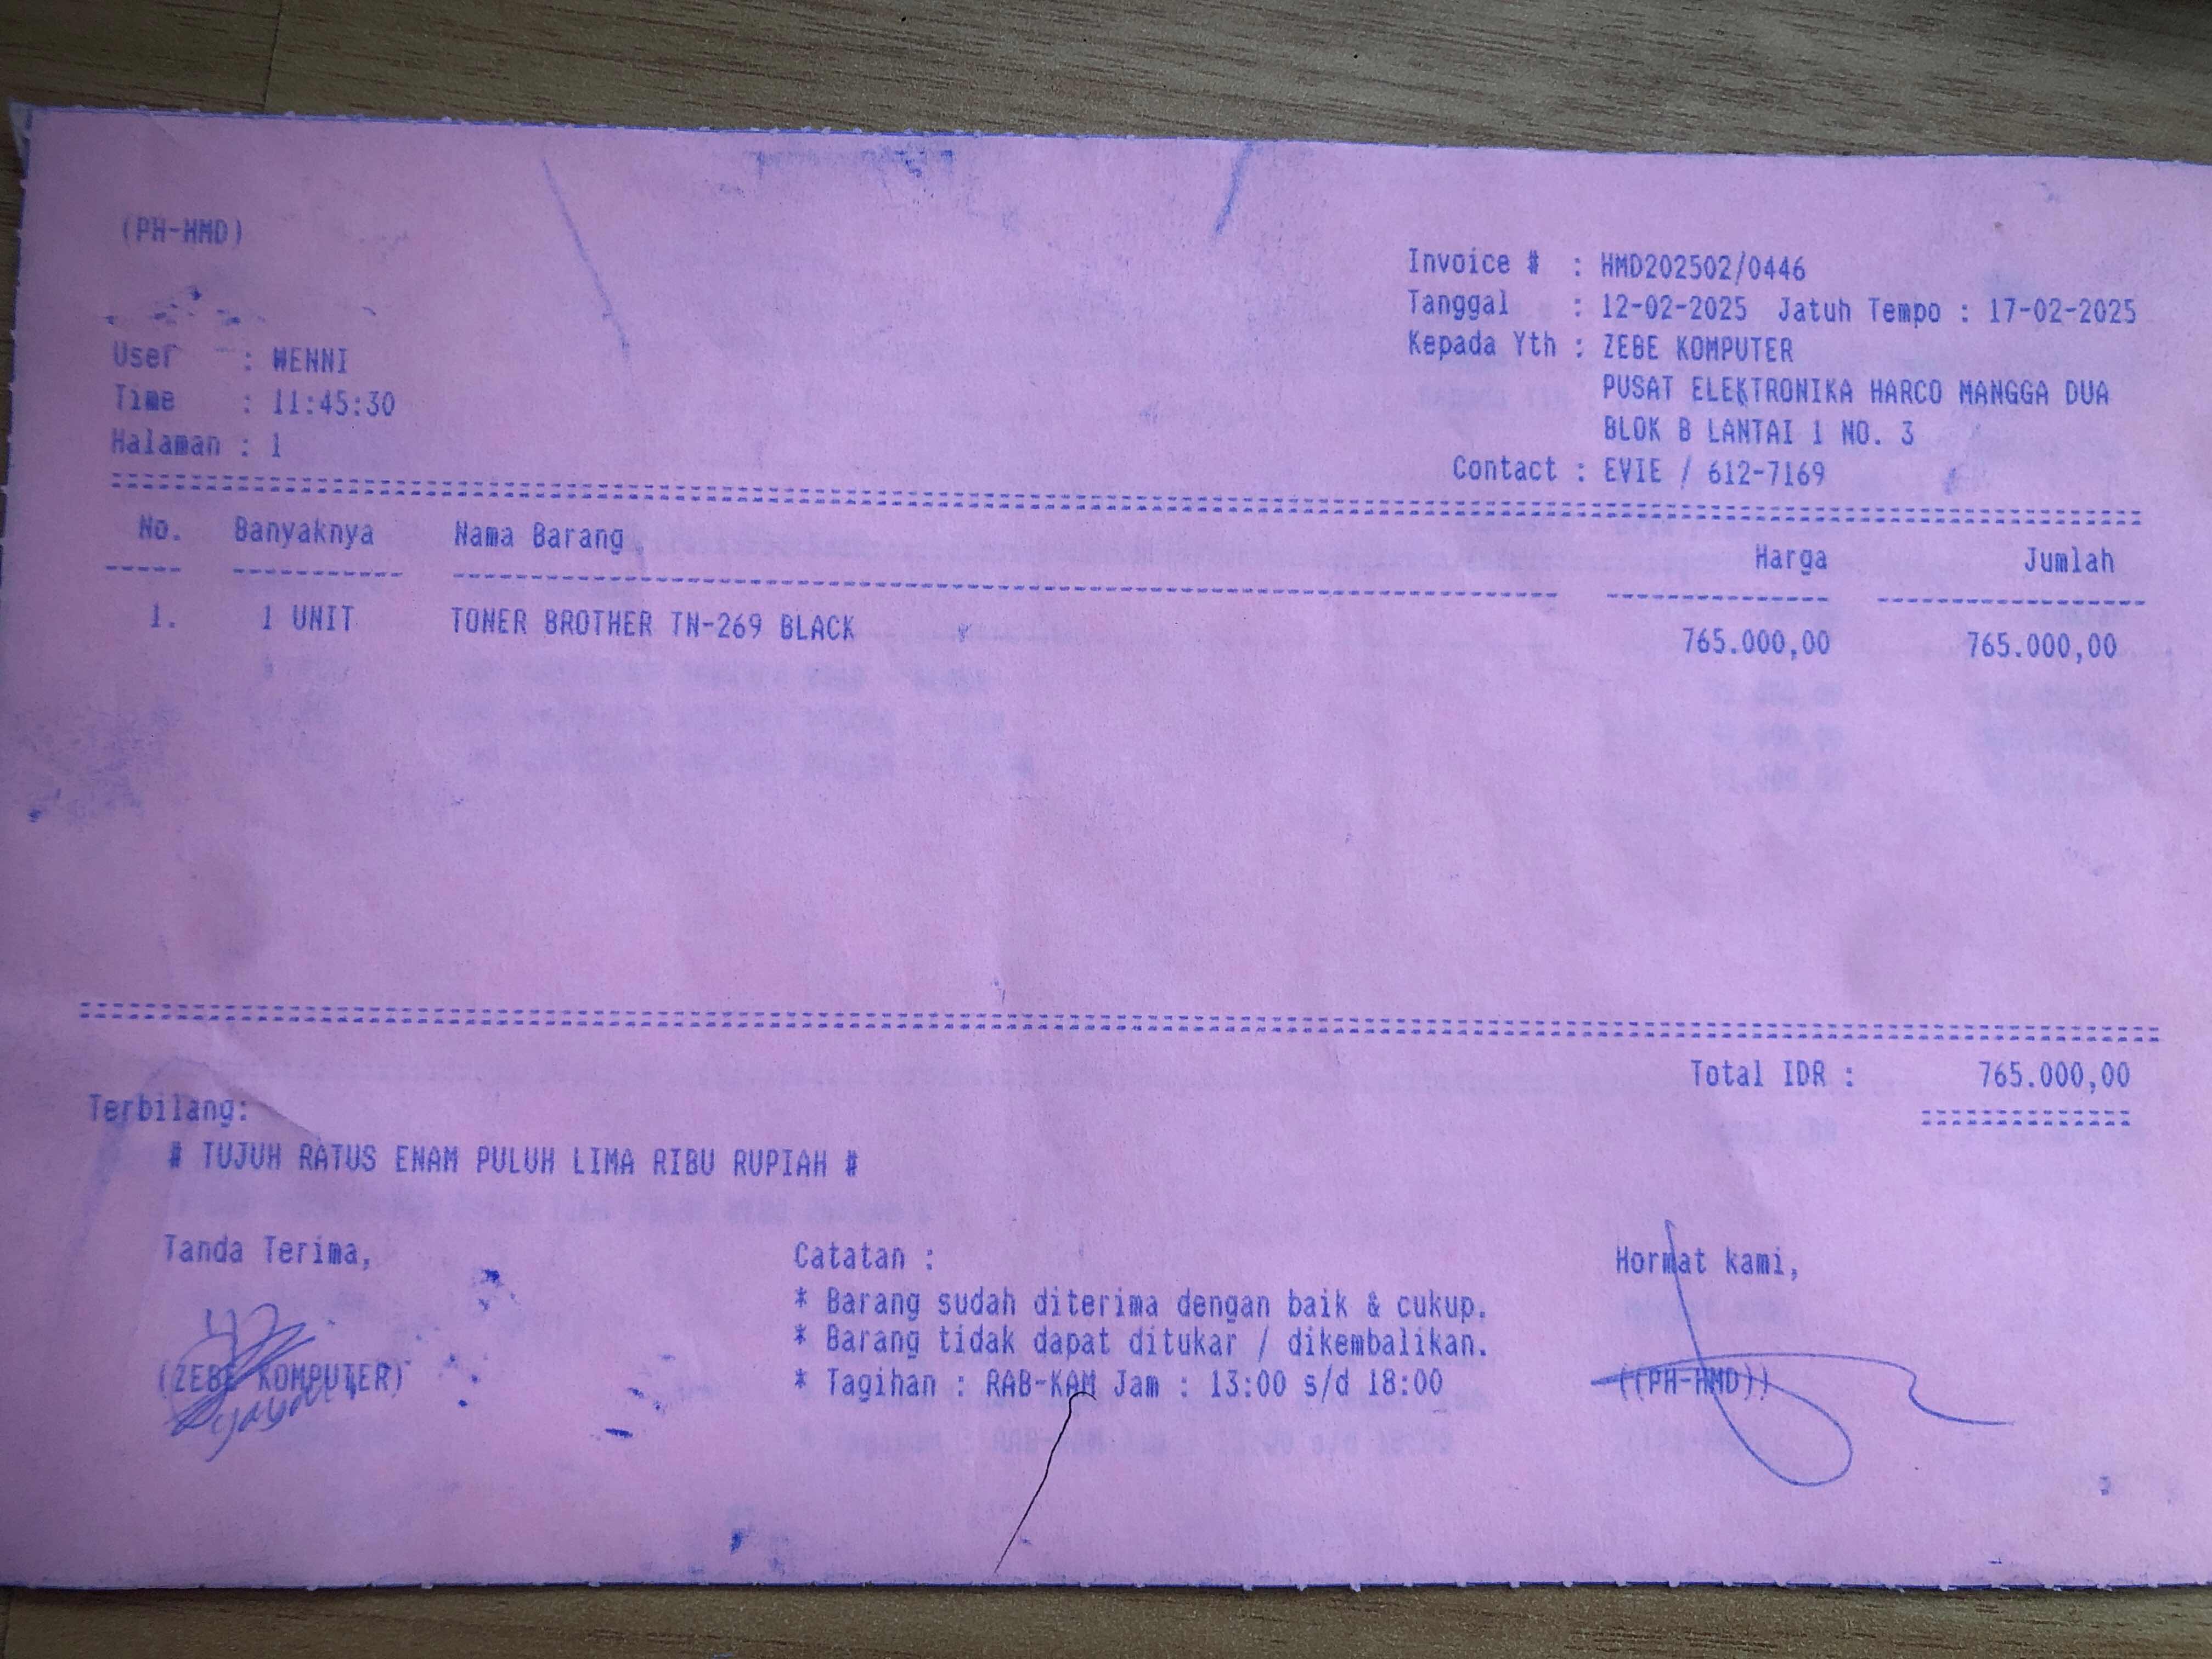 (PH-HMD)
Invoice # : HMD202502/0446
Tanggal : 12-02-2025 Jatuh Tempo : 17-02-2025
User : WENNI
Kepada Yth : ZEBE KOMPUTER
Time : 11:45:30
PUSAT ELEKTRONIKA HARCO MANGGA DUA
Halaman : 1
BLOK B LANTAI 1 NO. 3
Contact : EVIE / 612-7169
No. Banyaknya Nama Barang Harga Jumlah
1. 1 UNIT TONER BROTHER TN-269 BLACK 765.000,00 765.000,00
Total IDR : 765.000,00
Terbilang:
# TUJUH RATUS ENAM PULUH LIMA RIBU RUPIAH #
Tanda Terima, Catatan : Hormat kami,
* Barang sudah diterima dengan baik & cukup.
* Barang tidak dapat ditukar / dikembalikan.
(ZEBE KOMPUTER) * Tagihan : RAB-KAM Jam : 13:00 s/d 18:00 ((PH-HMD))